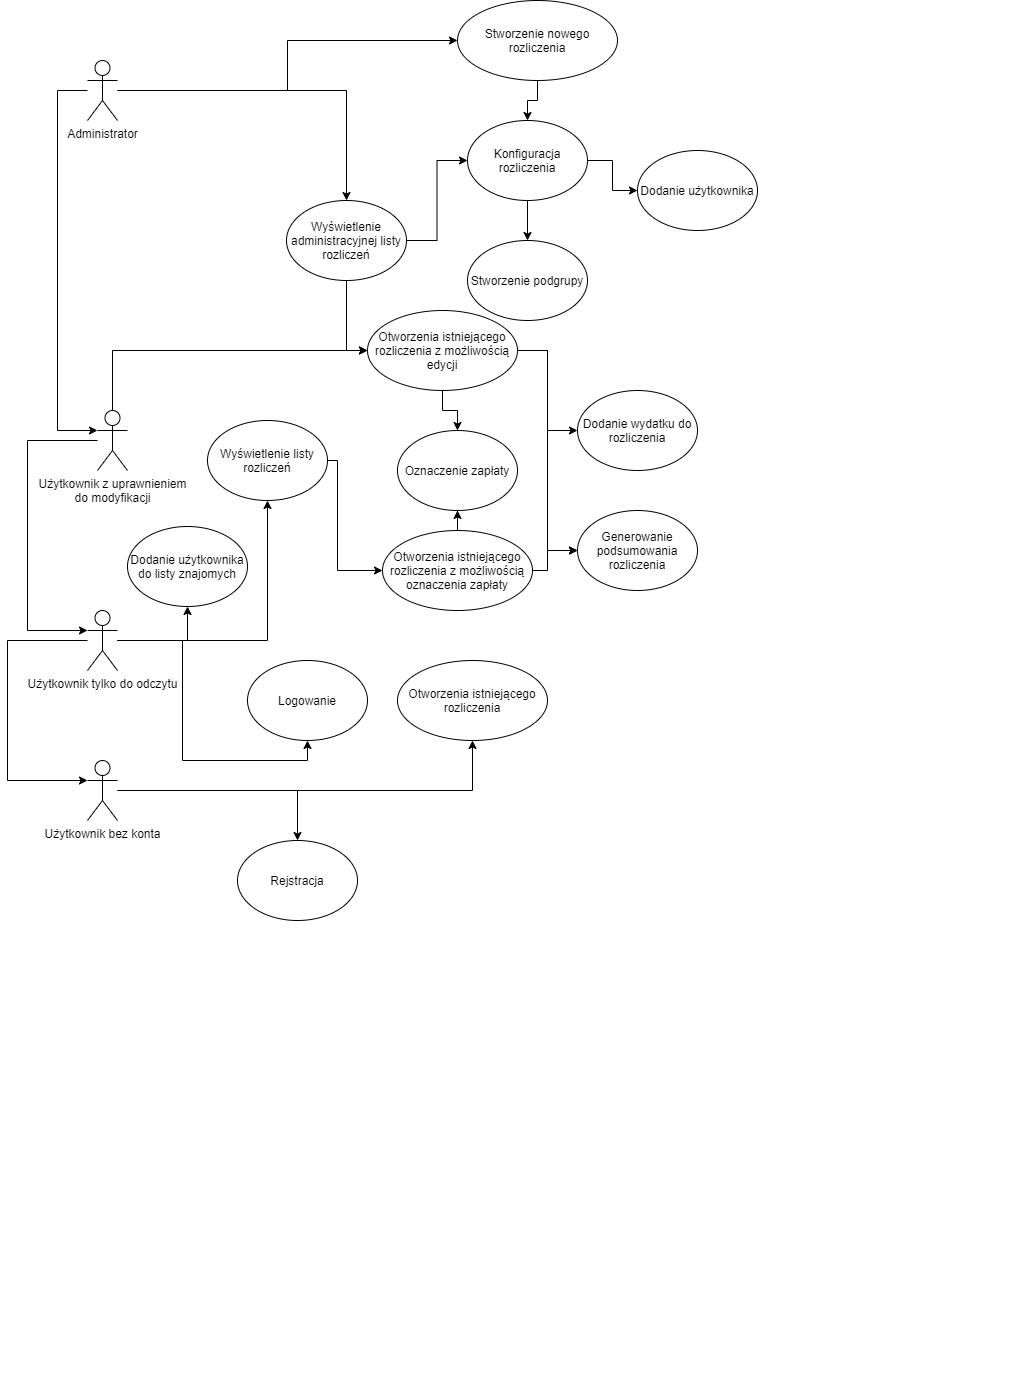 Stworzenie nowego
rozliczenia
Administrator
Konfiguracja
rozliczenia
Dodanie użytkownika
Wyświetlenie
administracyjnej listy
rozliczeń
Stworzenie podgrupy
Otworzenia istniejącego
rozliczenia z możliwością
edycji
Dodanie wydatku do
rozliczenia
Użytkownik z uprawnieniem
do modyfikacji
Wyświetlenie listy
rozliczeń
Oznaczenie zapłaty
Generowanie
podsumowania
rozliczenia
Dodanie użytkownika
do listy znajomych
Otworzenia istniejącego
rozliczenia z możliwością
oznaczenia zapłaty
Użytkownik tylko do odczytu
Logowanie
Otworzenia istniejącego
rozliczenia
Użytkownik bez konta
Rejstracja